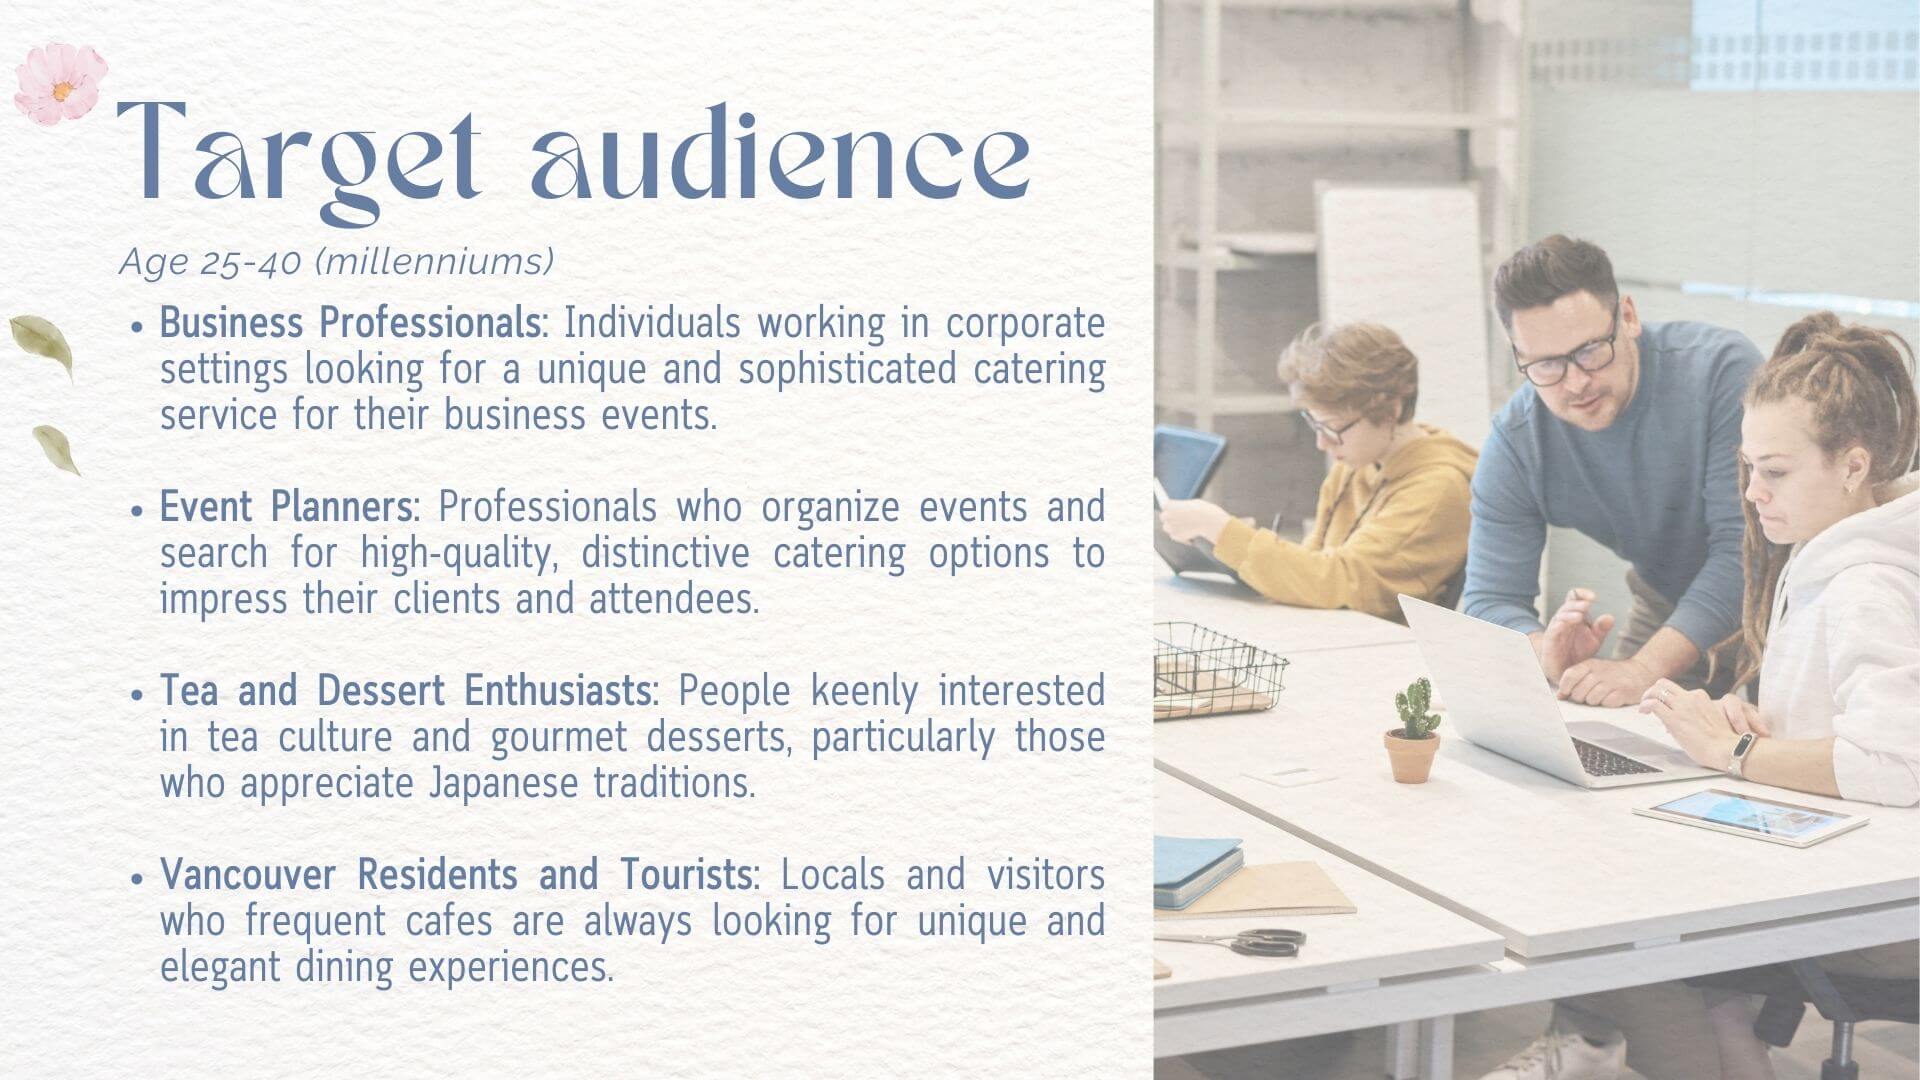 Target audience
Age 25-40 (millenniums)
• Business Professionals: Individuals working in corporate
settings looking for a unique and sophisticated catering
service for their business events.
• Event Planners: Professionals who organize events and
search for high-quality, distinctive catering options to
impress their clients and attendees.
• Tea and Dessert Enthusiasts: People keenly interested
in tea culture and gourmet desserts, particularly those
who appreciate Japanese traditions.
• Vancouver Residents and Tourists: Locals and visitors
who frequent cafes are always looking for unique and
elegant dining experiences.